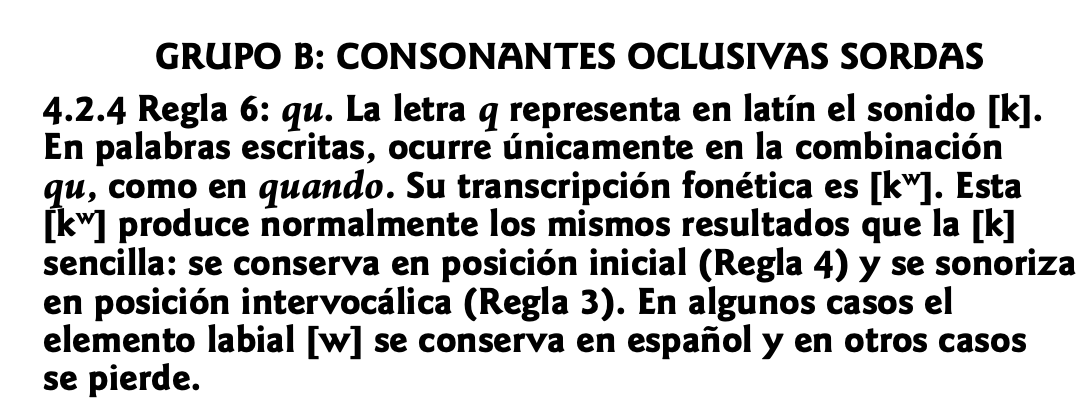 GRUPO B: CONSONANTES OCLUSIVAS SORDAS
4.2.4 Regla 6: qu. La letra q representa en latín el sonido [k].
En palabras escritas, ocurre únicamente en la combinación
qu, como en quando. Su transcripción fonética es [kʷ]. Esta
[kʷ] produce normalmente los mismos resultados que la [k]
sencilla: se conserva en posición inicial (Regla 4) y se sonoriza
en posición intervocálica (Regla 3). En algunos casos el
elemento labial [w] se conserva en español y en otros casos
se pierde.